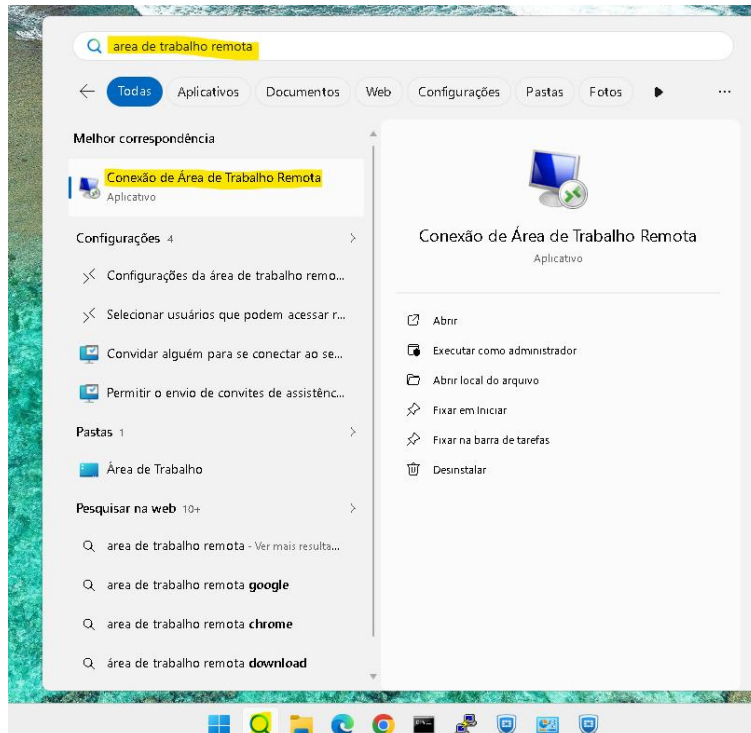 area de trabalho remota
Todas Aplicativos Documentos Web Configurações Pastas Fotos ...
Melhor correspondência
Conexão de Área de Trabalho Remota
Aplicativo
Configurações 4
Configurações da área de trabalho remo...
Selecionar usuários que podem acessar r...
Convidar alguém para se conectar ao se...
Permitir o envio de convites de assistênc...
Pastas 1
Área de Trabalho
Pesquisar na web 10+
area de trabalho remota - Ver mais resulta...
area de trabalho remota google
area de trabalho remota chrome
área de trabalho remota download
Conexão de Área de Trabalho Remota
Aplicativo
Abrir
Executar como administrador
Abrir local do arquivo
Fixar em Iniciar
Fixar na barra de tarefas
Desinstalar